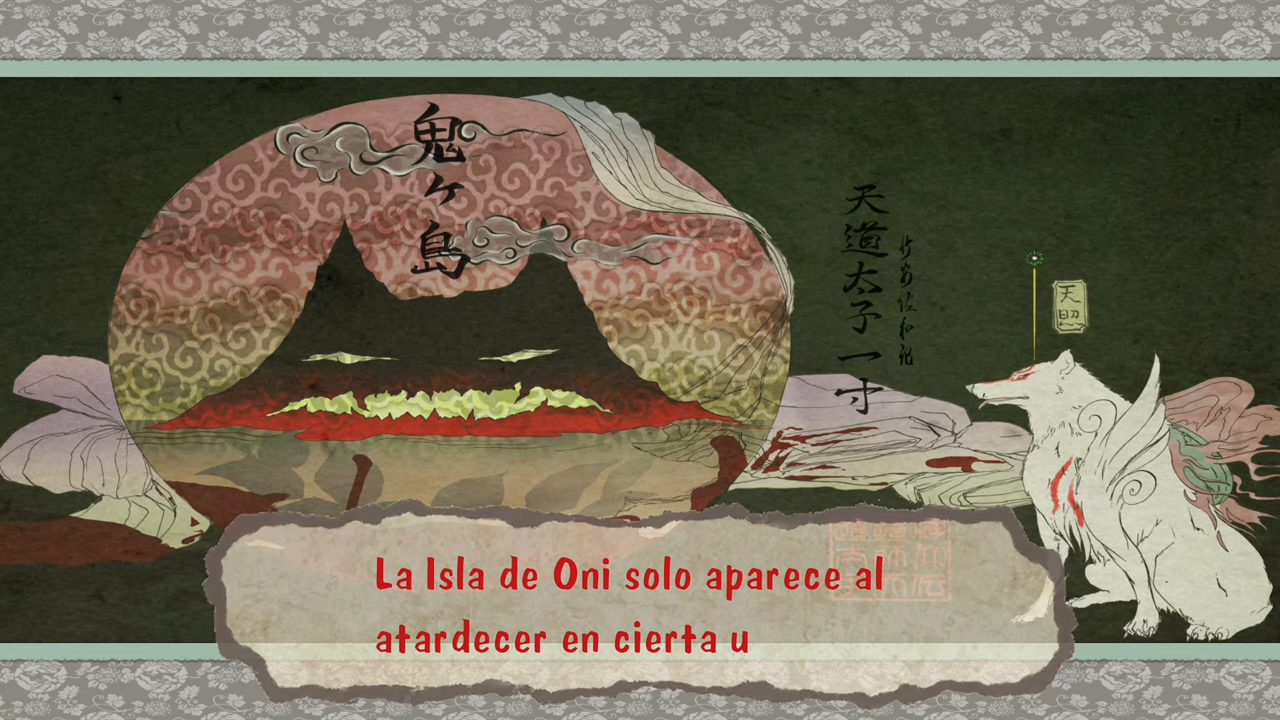 鬼ヶ島
天道太子一寸
天照
La Isla de Oni solo aparece al
atardecer en cierta u